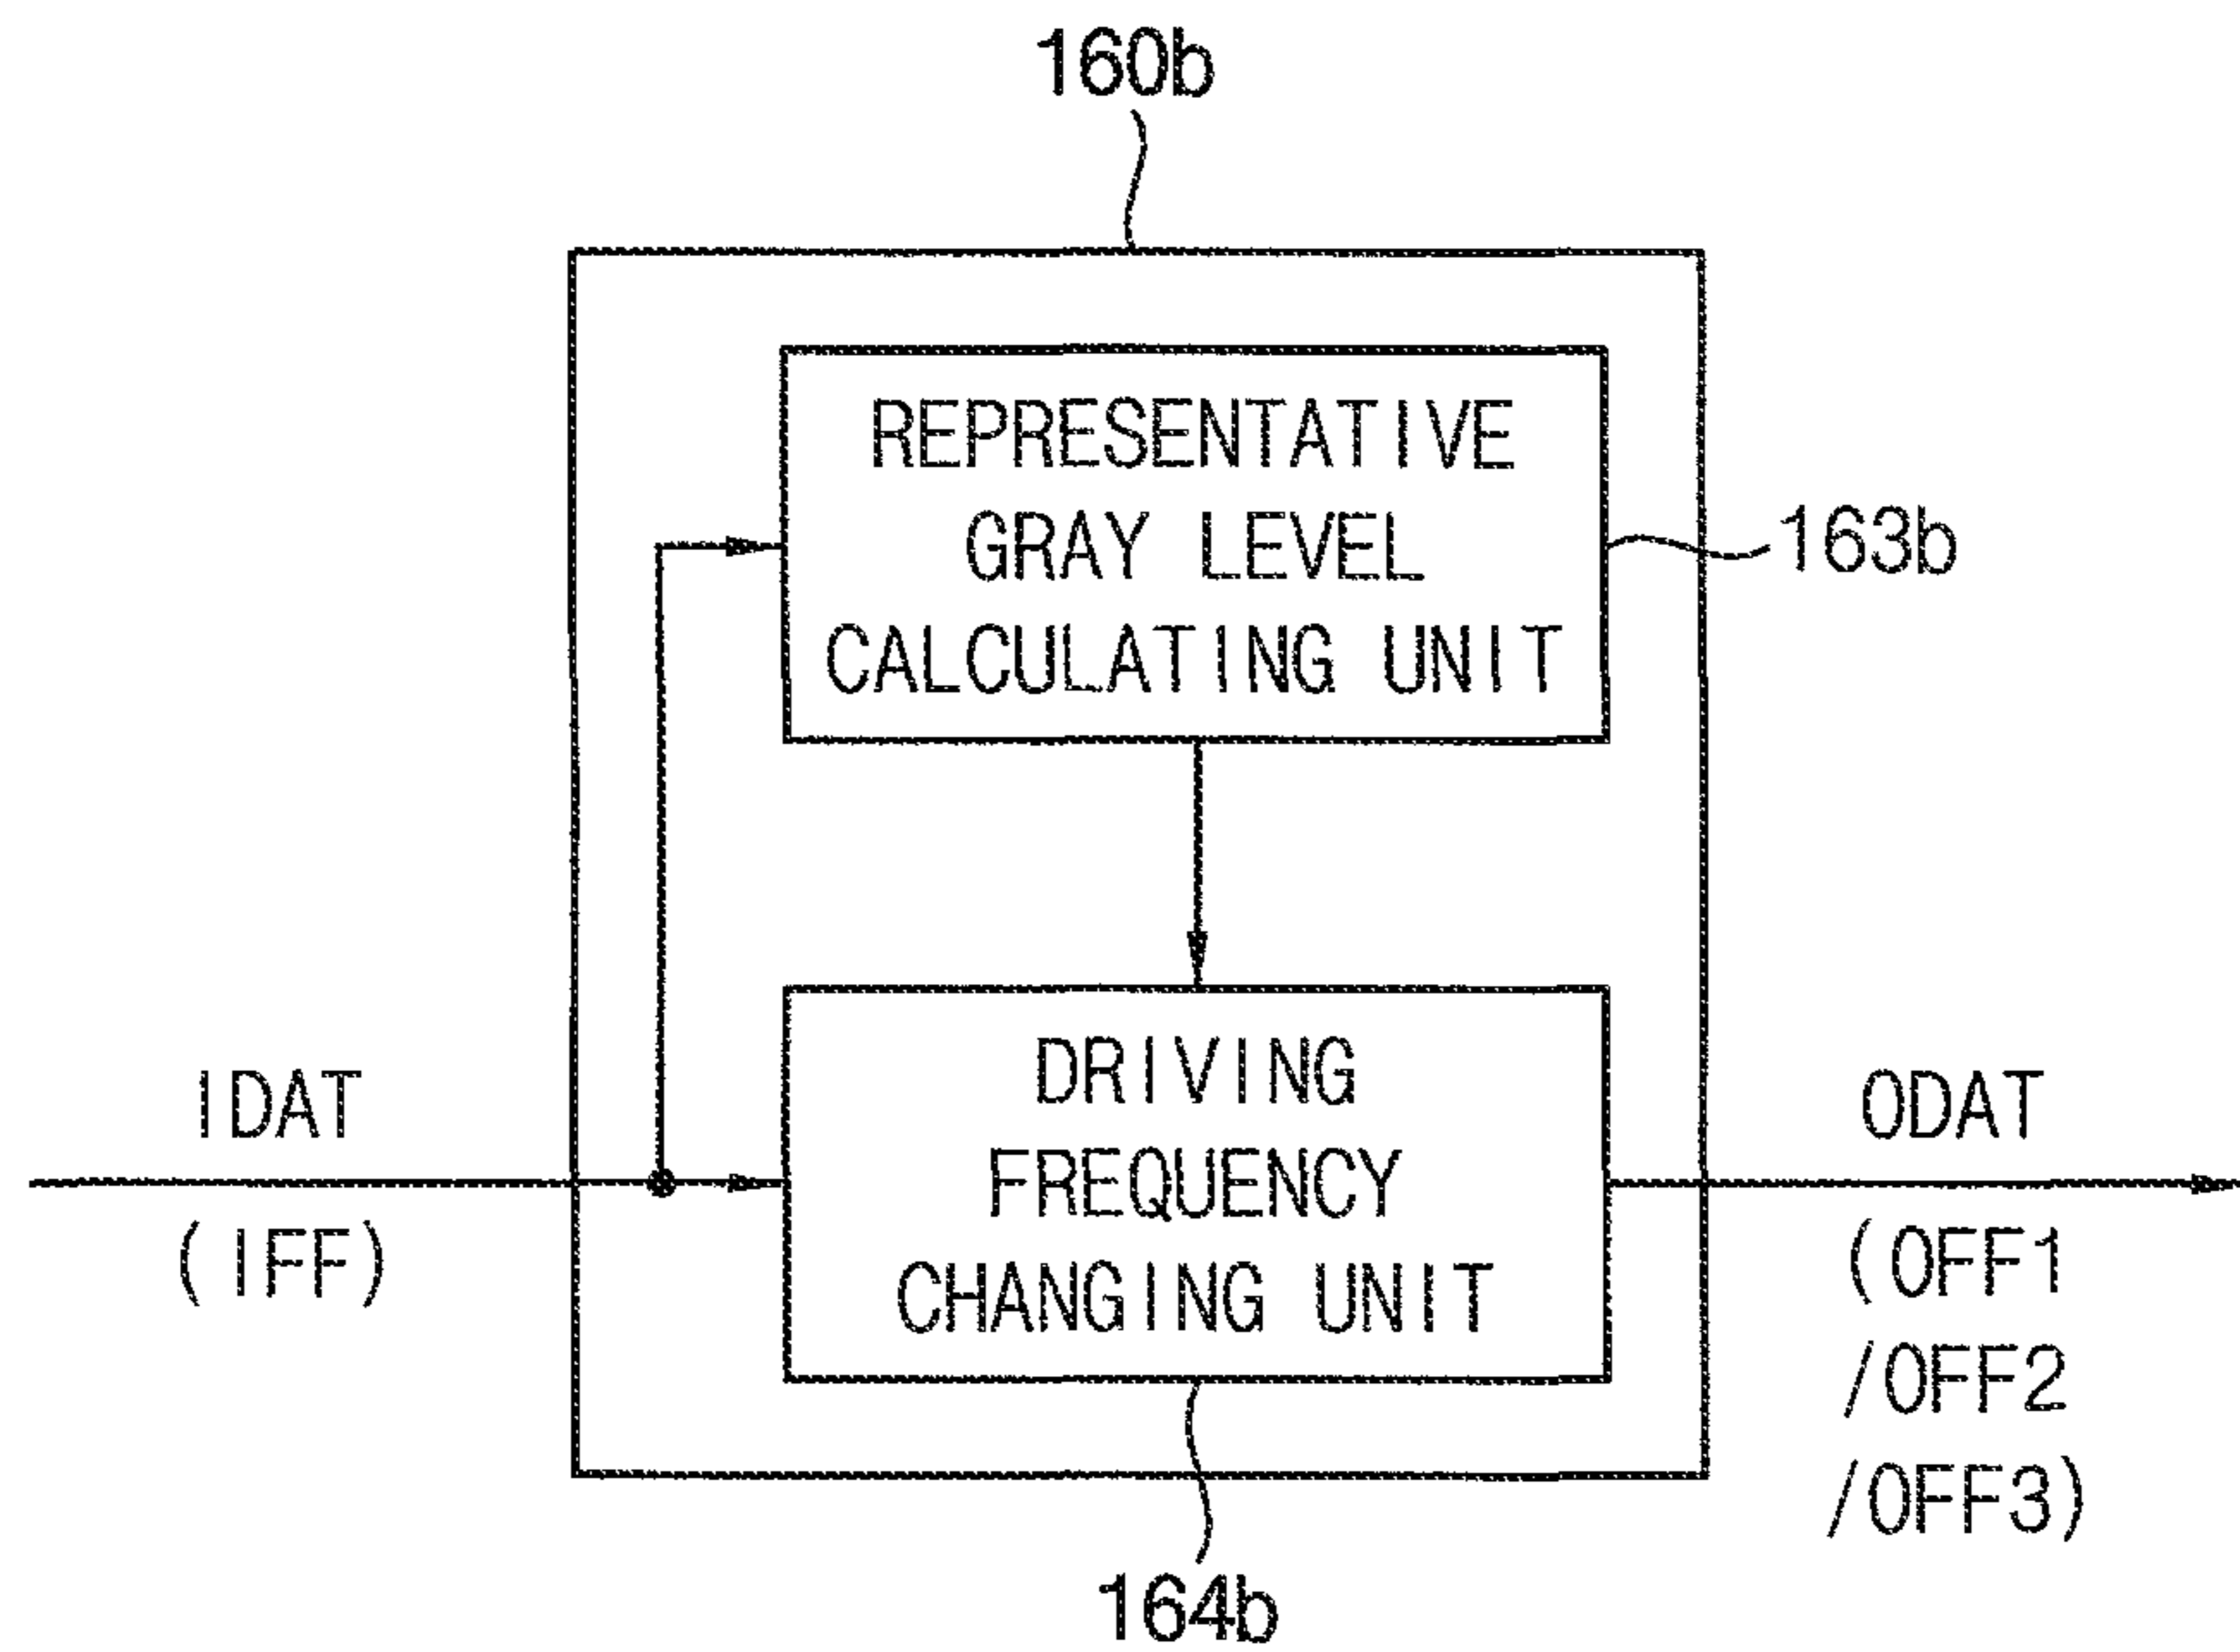 160b
REPRESENTATIVE
GRAY LEVEL
CALCULATING UNIT
163b
DRIVING
FREQUENCY
CHANGING UNIT
IDAT
(IFF)
ODAT
(OFF1
/OFF2
/OFF3)
164b